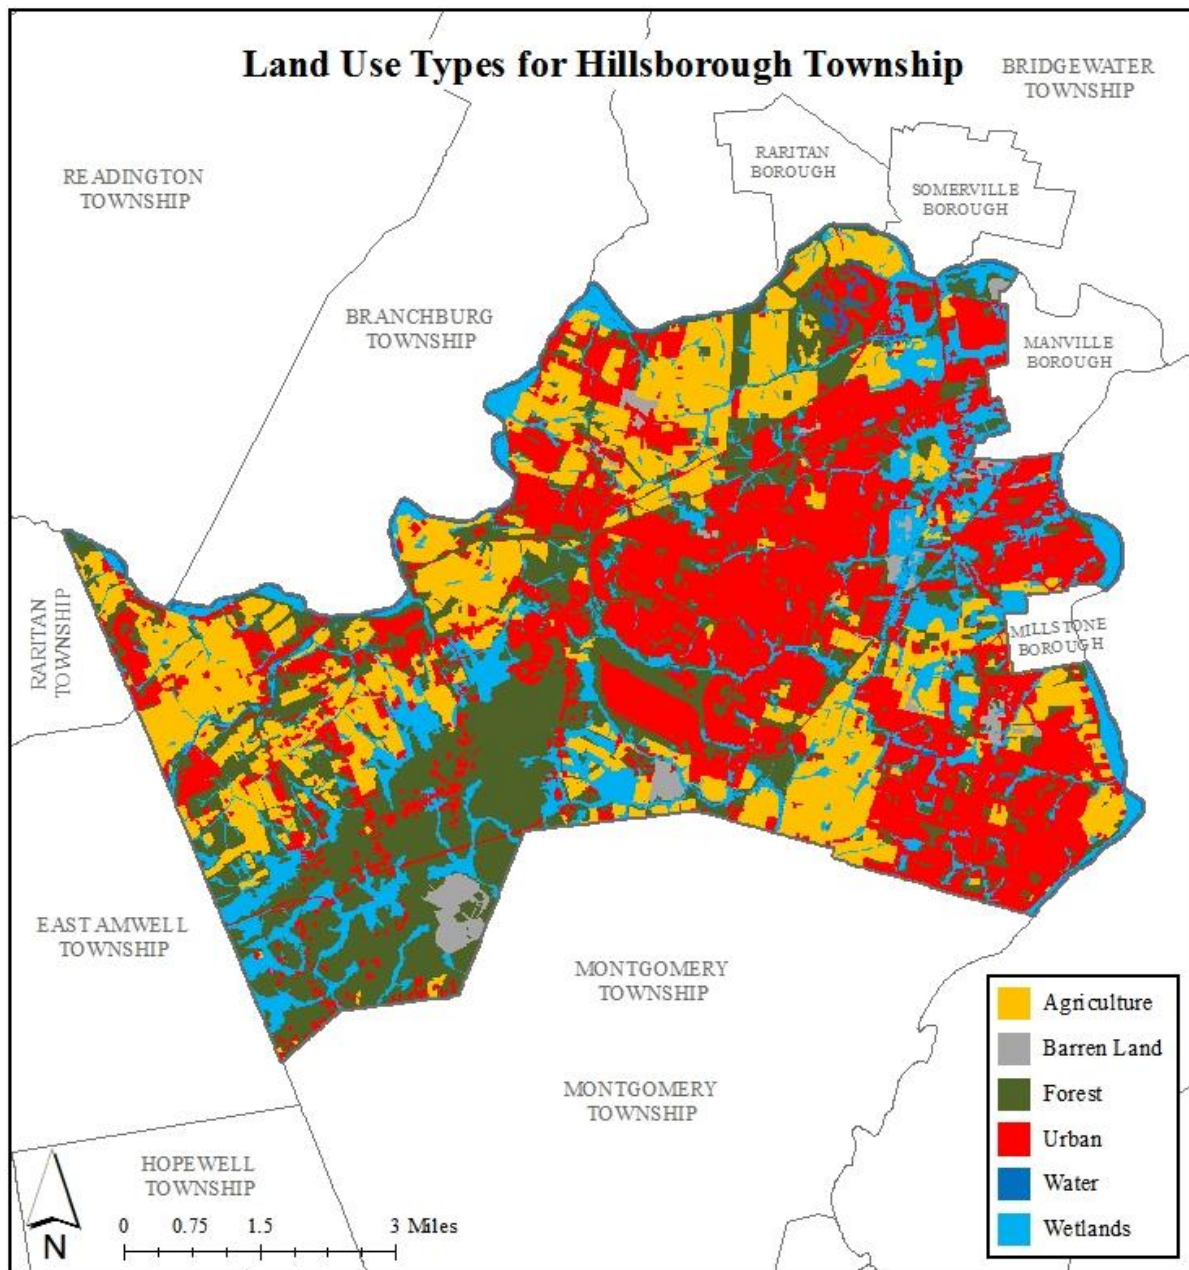 Land Use Types for Hillsborough Township
BRIDGEWATER
TOWNSHIP
RARITAN
BOROUGH
READINGTON
TOWNSHIP
SOMERVILLE
BOROUGH
BRANCHBURG
TOWNSHIP
MANVILLE
BOROUGH
RARITAN
TOWNSHIP
MILLSTONE
BOROUGH
EAST AMWELL
TOWNSHIP
MONTGOMERY
TOWNSHIP
MONTGOMERY
TOWNSHIP
HOPEWELL
TOWNSHIP
N
0 0.75 1.5 3 Miles
Agriculture
Barren Land
Forest
Urban
Water
Wetlands